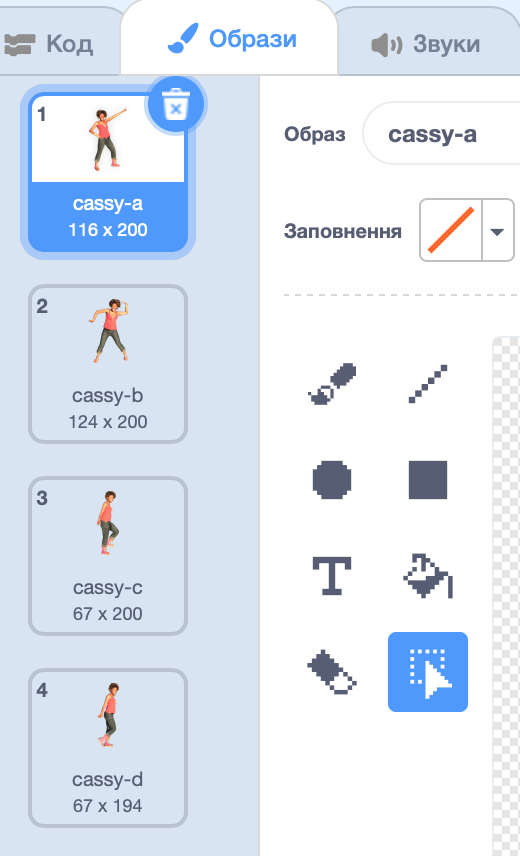 Код
Образи
Звуки
1
cassy-a
116 x 200
2
cassy-b
124 x 200
3
cassy-c
67 x 200
4
cassy-d
67 x 194
Образ
cassy-a
Заповнення
T